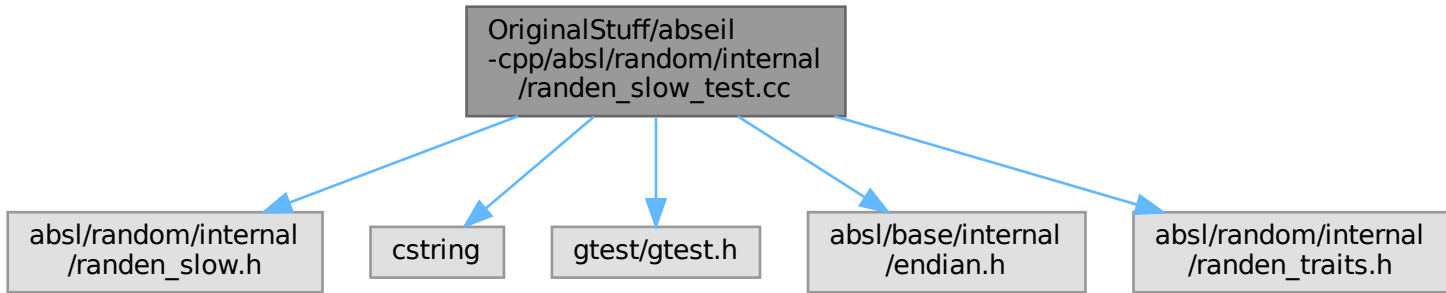 OriginalStuff/abseil
-cpp/absl/random/internal
/randen_slow_test.cc
absl/random/internal
/randen_slow.h
cstring
gtest/gtest.h
absl/base/internal
/endian.h
absl/random/internal
/randen_traits.h